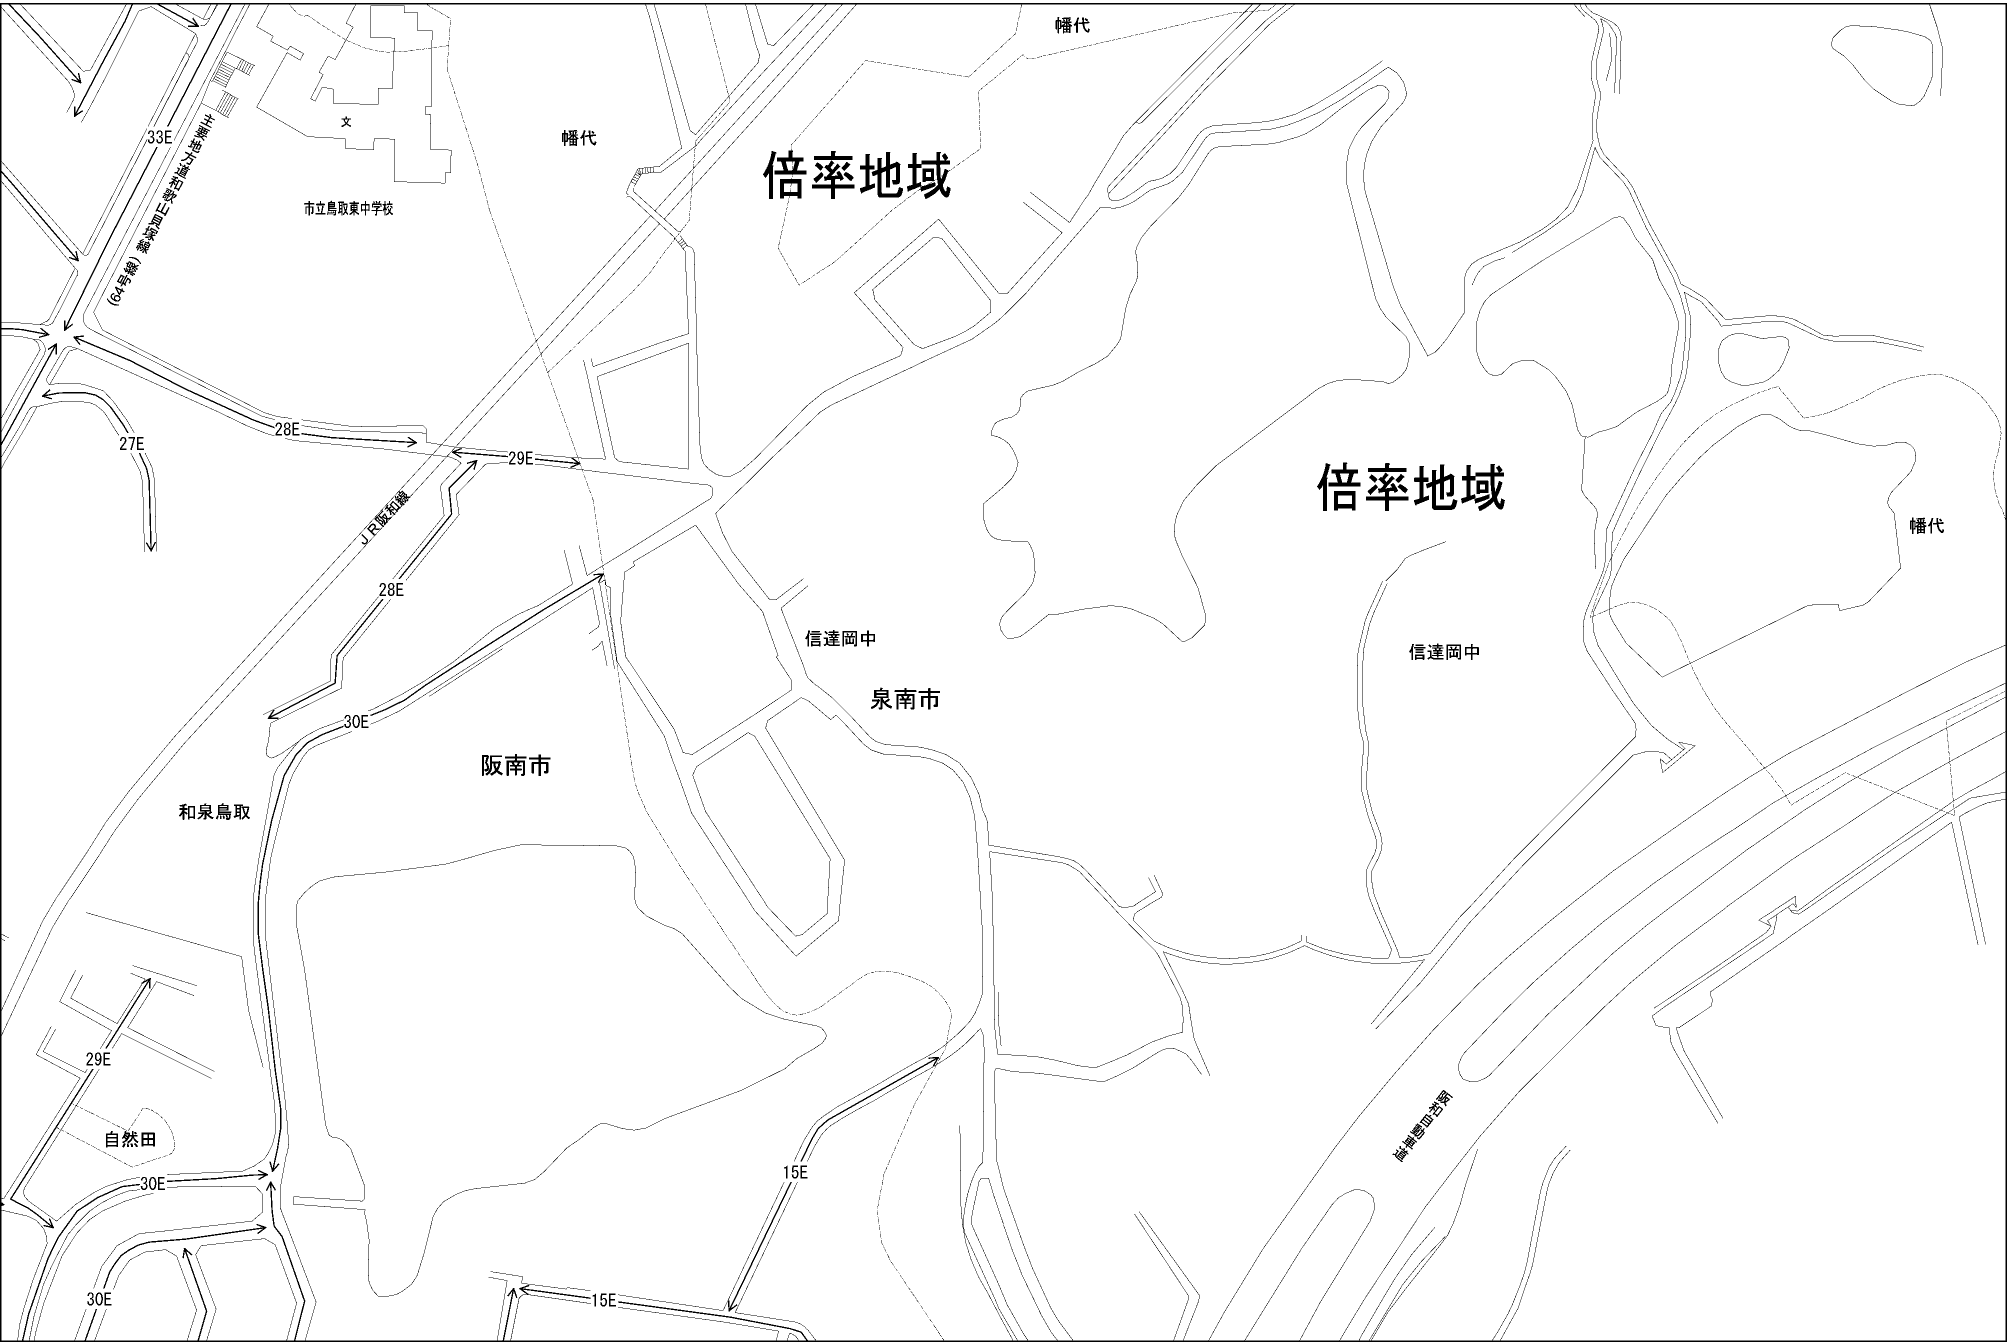 幡代
33E
文
幡代
倍率地域
市立鳥取東中学校
主要地方道和歌山貝塚線
(64号線)
28E
27E
29E
JR阪和線
倍率地域
幡代
28E
信達岡中
信達岡中
泉南市
30E
阪南市
和泉鳥取
29E
自然田
阪和自動車道
15E
30E
30E
15E